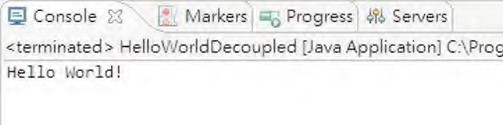 Console Markers Progress Servers
<terminated> HelloWorldDecoupled [Java Application] C:\Prog
Hello World!